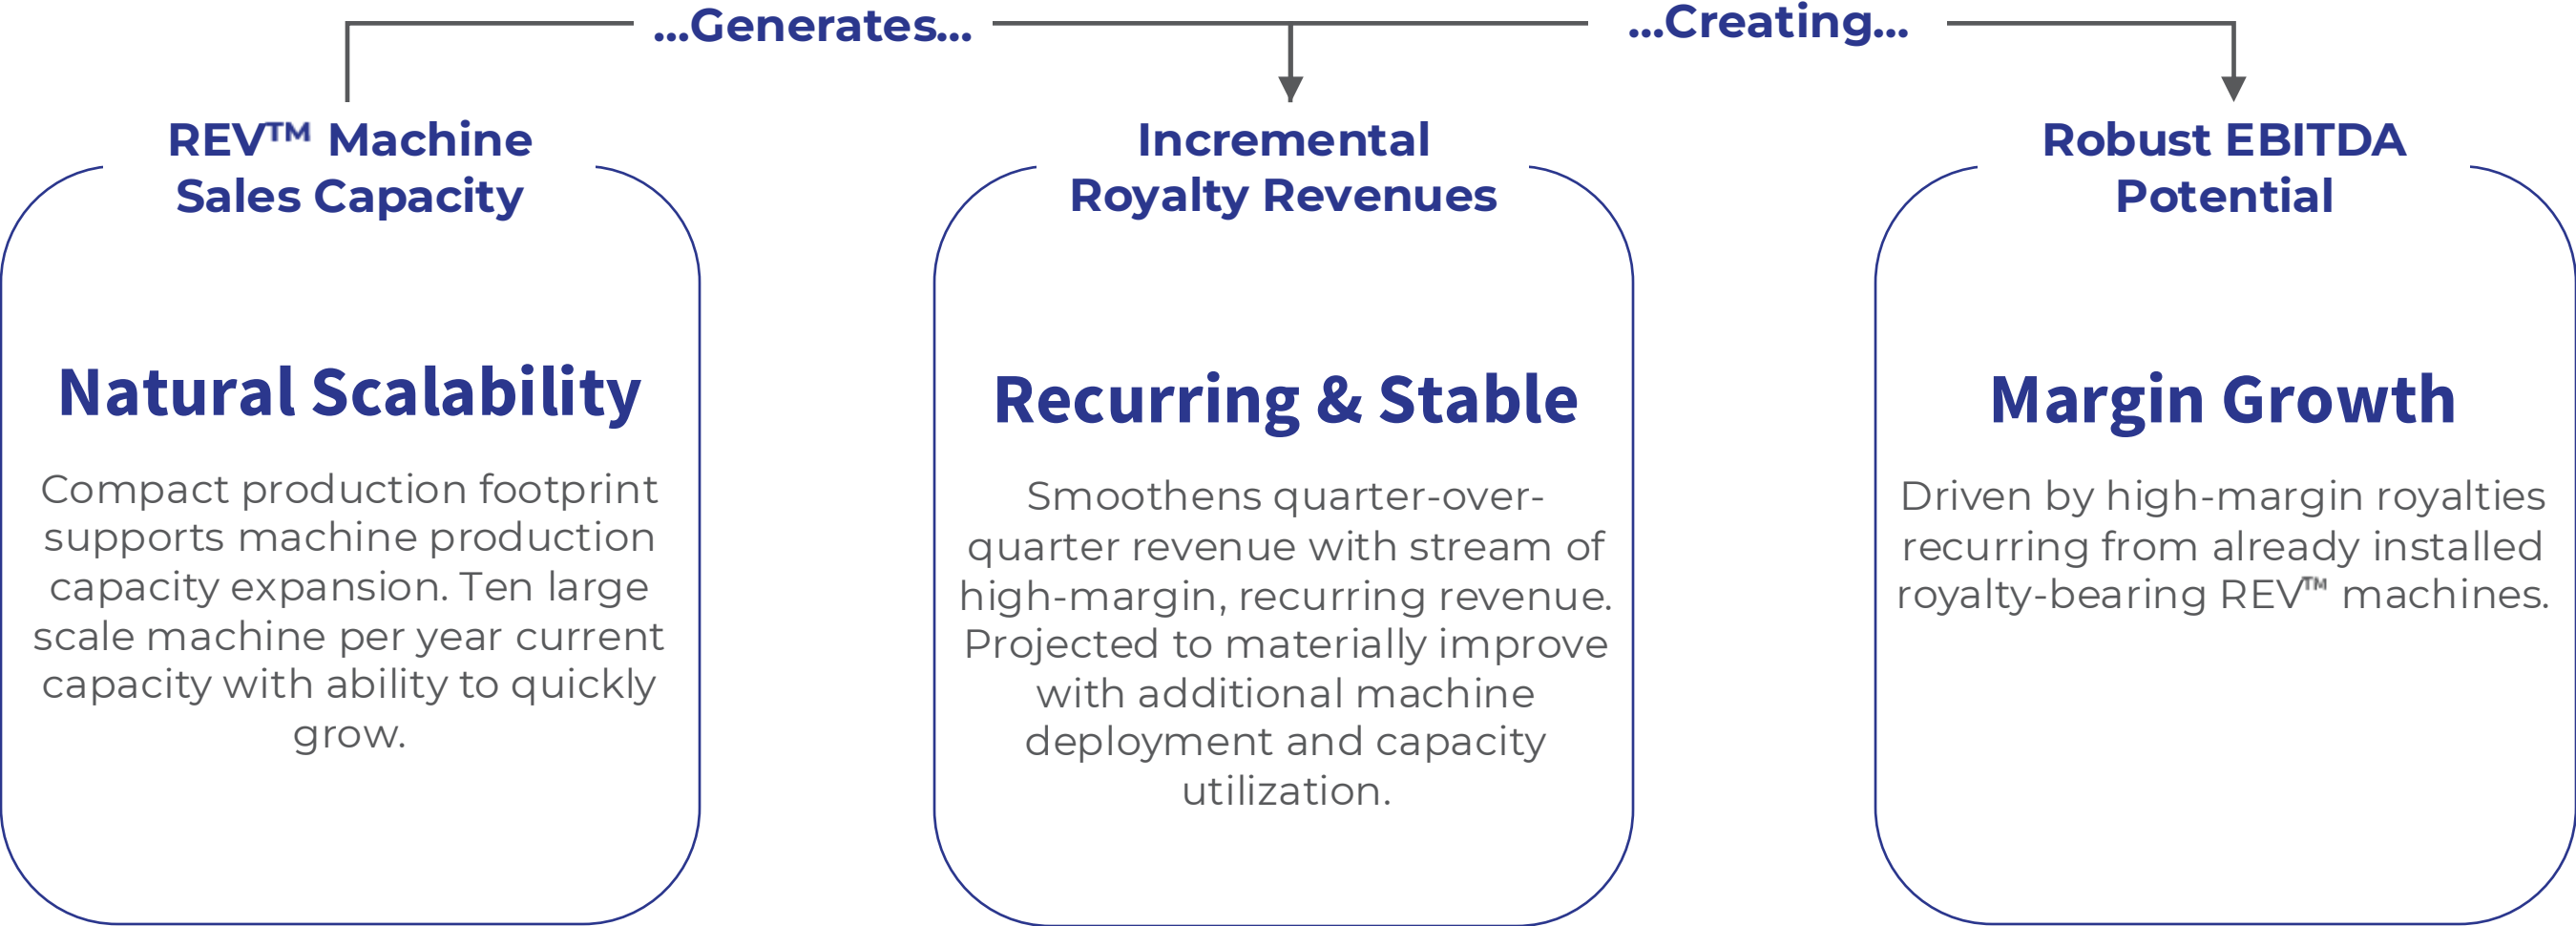 ...Generates...
...Creating...
REV™ Machine
Sales Capacity
Natural Scalability
Compact production footprint
supports machine production
capacity expansion. Ten large
scale machine per year current
capacity with ability to quickly
grow.
Incremental
Royalty Revenues
Recurring & Stable
Smoothens quarter-over-
quarter revenue with stream of
high-margin, recurring revenue.
Projected to materially improve
with additional machine
deployment and capacity
utilization.
Robust EBITDA
Potential
Margin Growth
Driven by high-margin royalties
recurring from already installed
royalty-bearing REV™ machines.